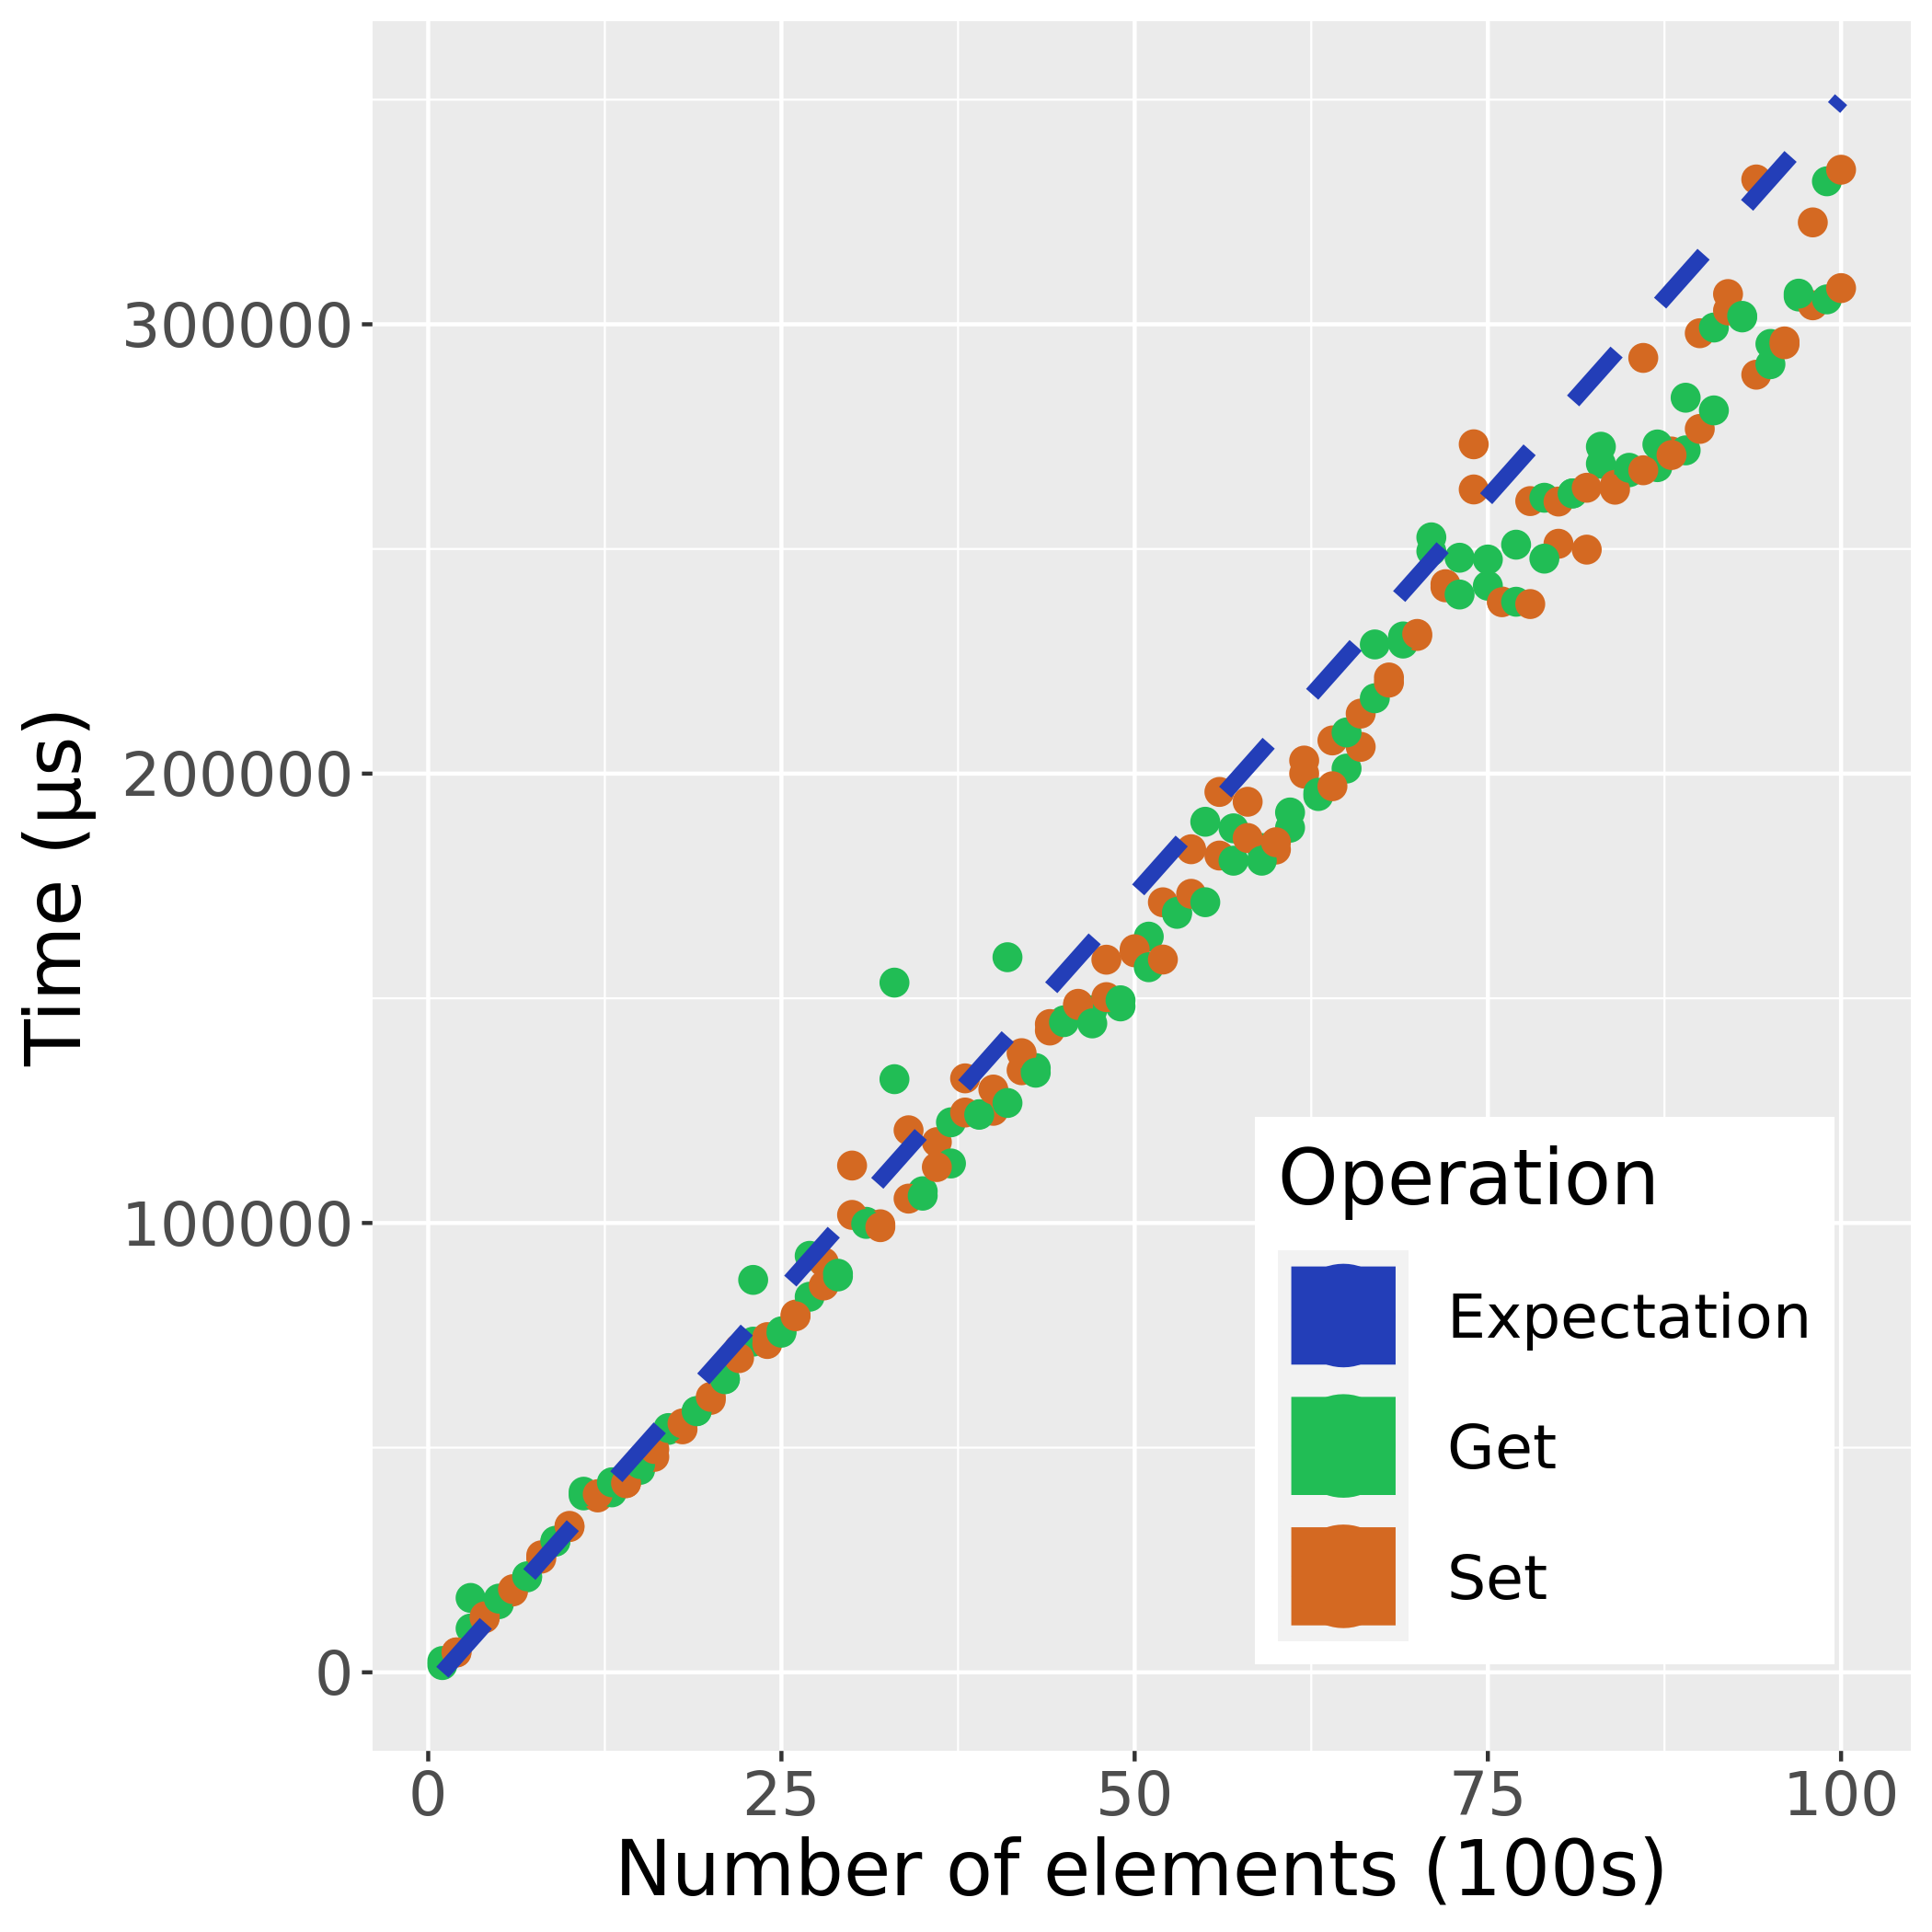 Time (µs)
300000
200000
100000
0
0 25 50 75 100
Number of elements (100s)
Operation
Expectation
Get
Set